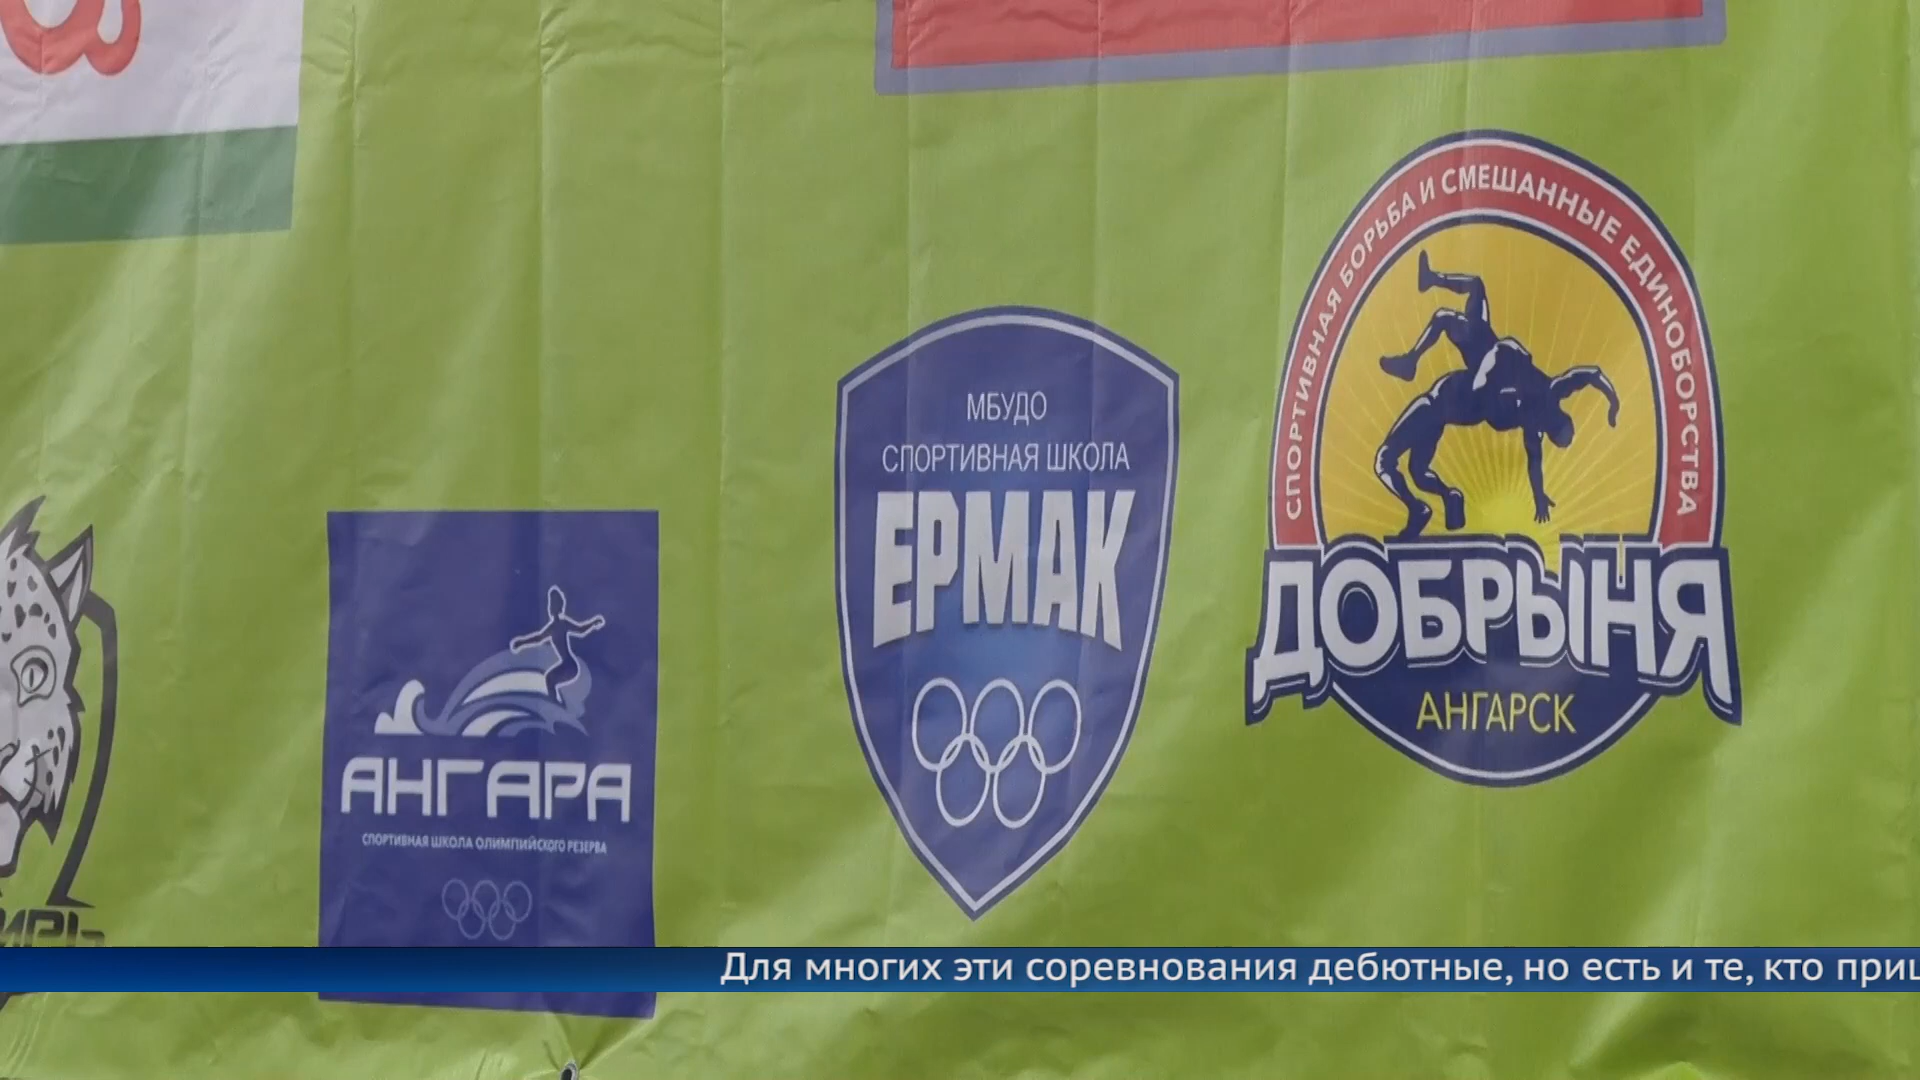 СПОРТИВНАЯ БОРЬБА И СМЕШАННЫЕ ЕДИНОБОРСТВА
ДОБРЫНЯ
АНГАРСК
МБУДО
СПОРТИВНАЯ ШКОЛА
ЕРМАК
АНГАРА
СПОРТИВНАЯ ШКОЛА ОЛИМПИЙСКОГО РЕЗЕРВА
Для многих эти соревнования дебютные, но есть и те, кто